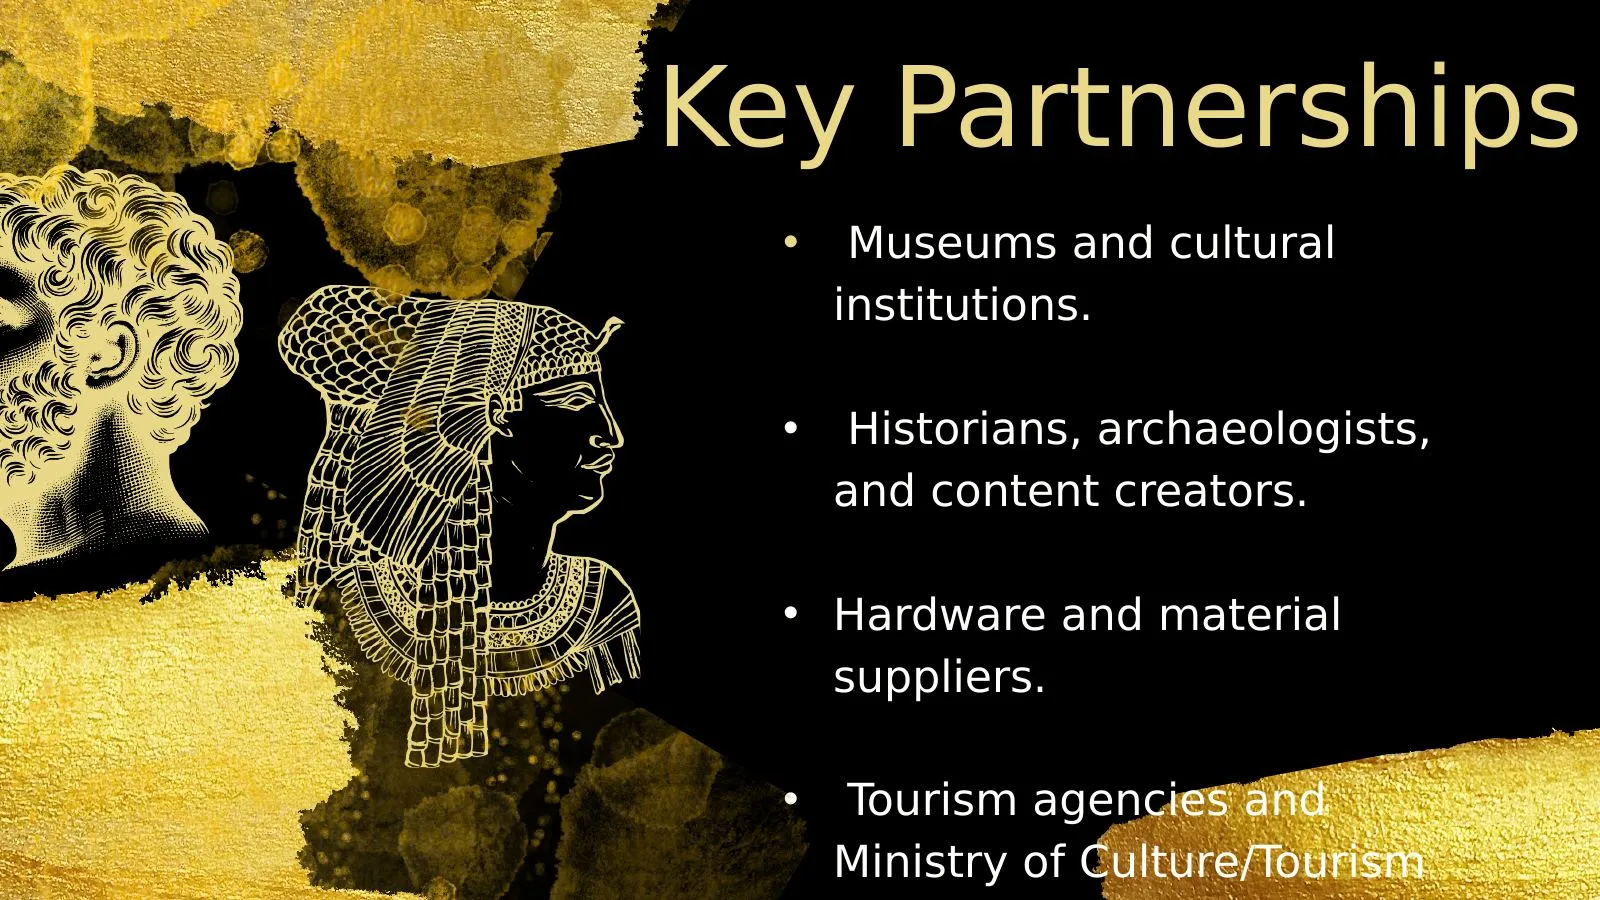 Key Partnerships
• Museums and cultural
institutions.
• Historians, archaeologists,
and content creators.
• Hardware and material
suppliers.
• Tourism agencies and
Ministry of Culture/Tourism